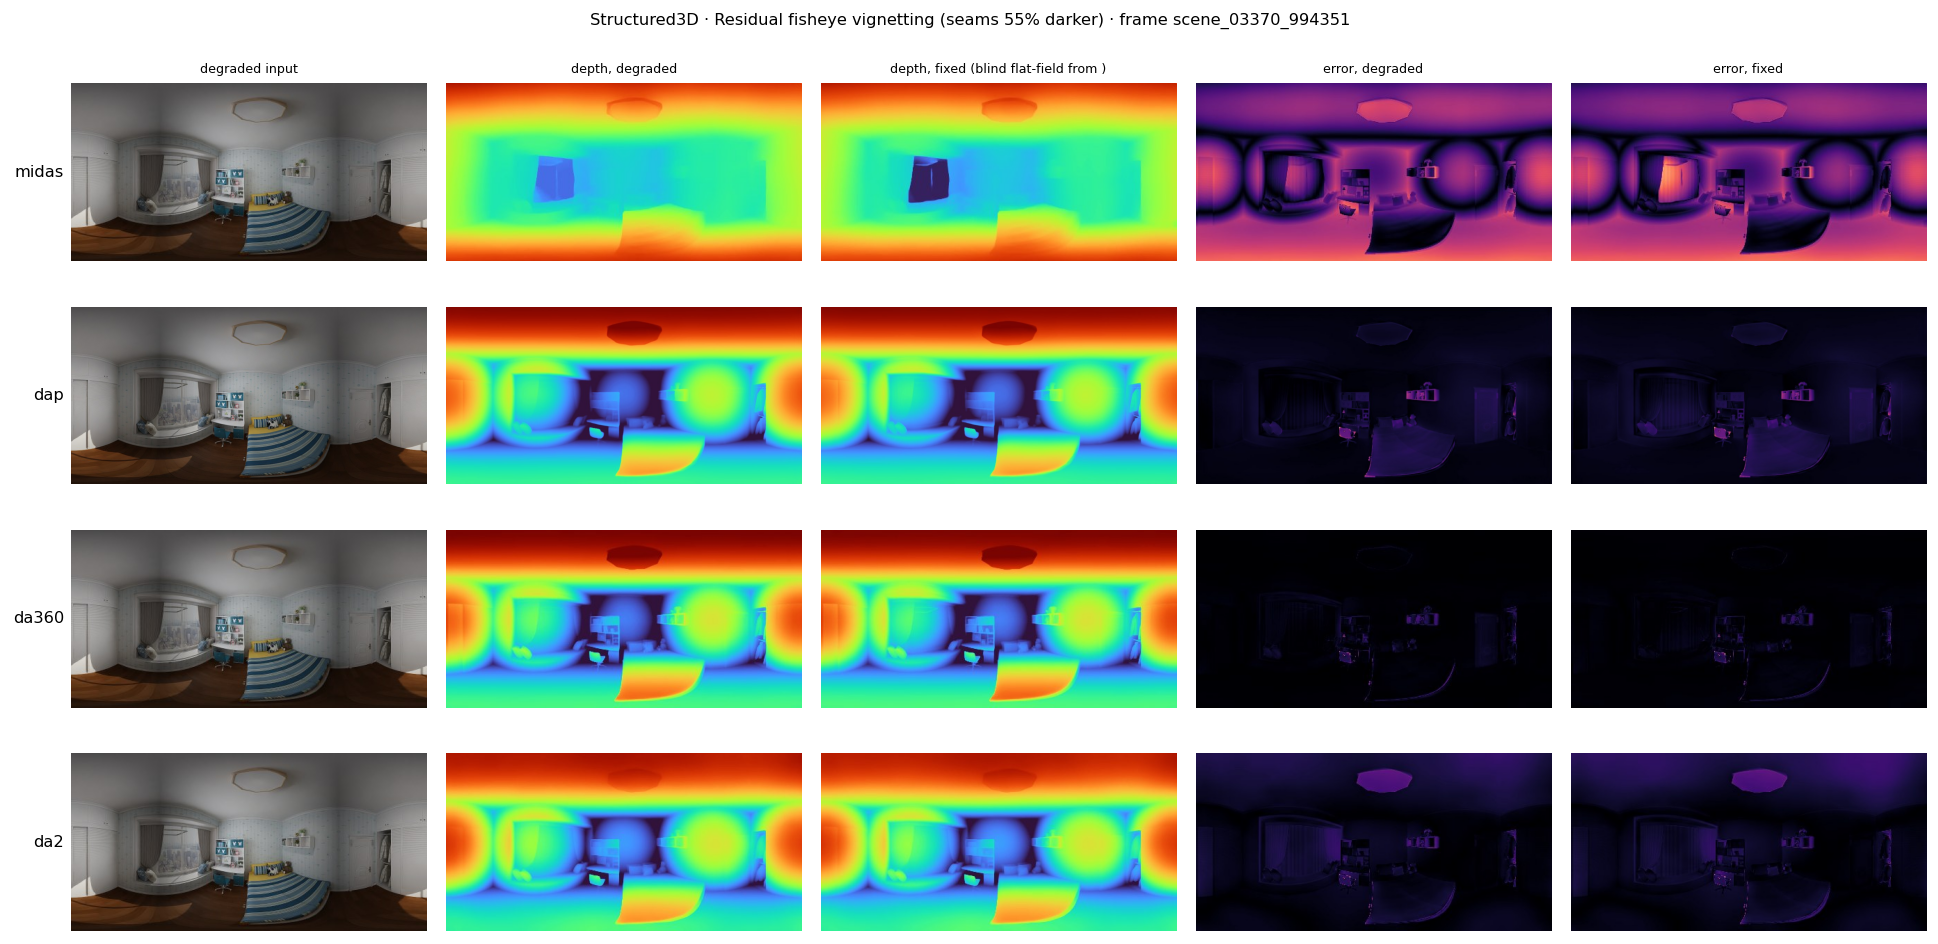 Structured3D · Residual fisheye vignetting (seams 55% darker) · frame scene_03370_994351
degraded input
depth, degraded
depth, fixed (blind flat-field from )
error, degraded
error, fixed
midas
dap
da360
da2